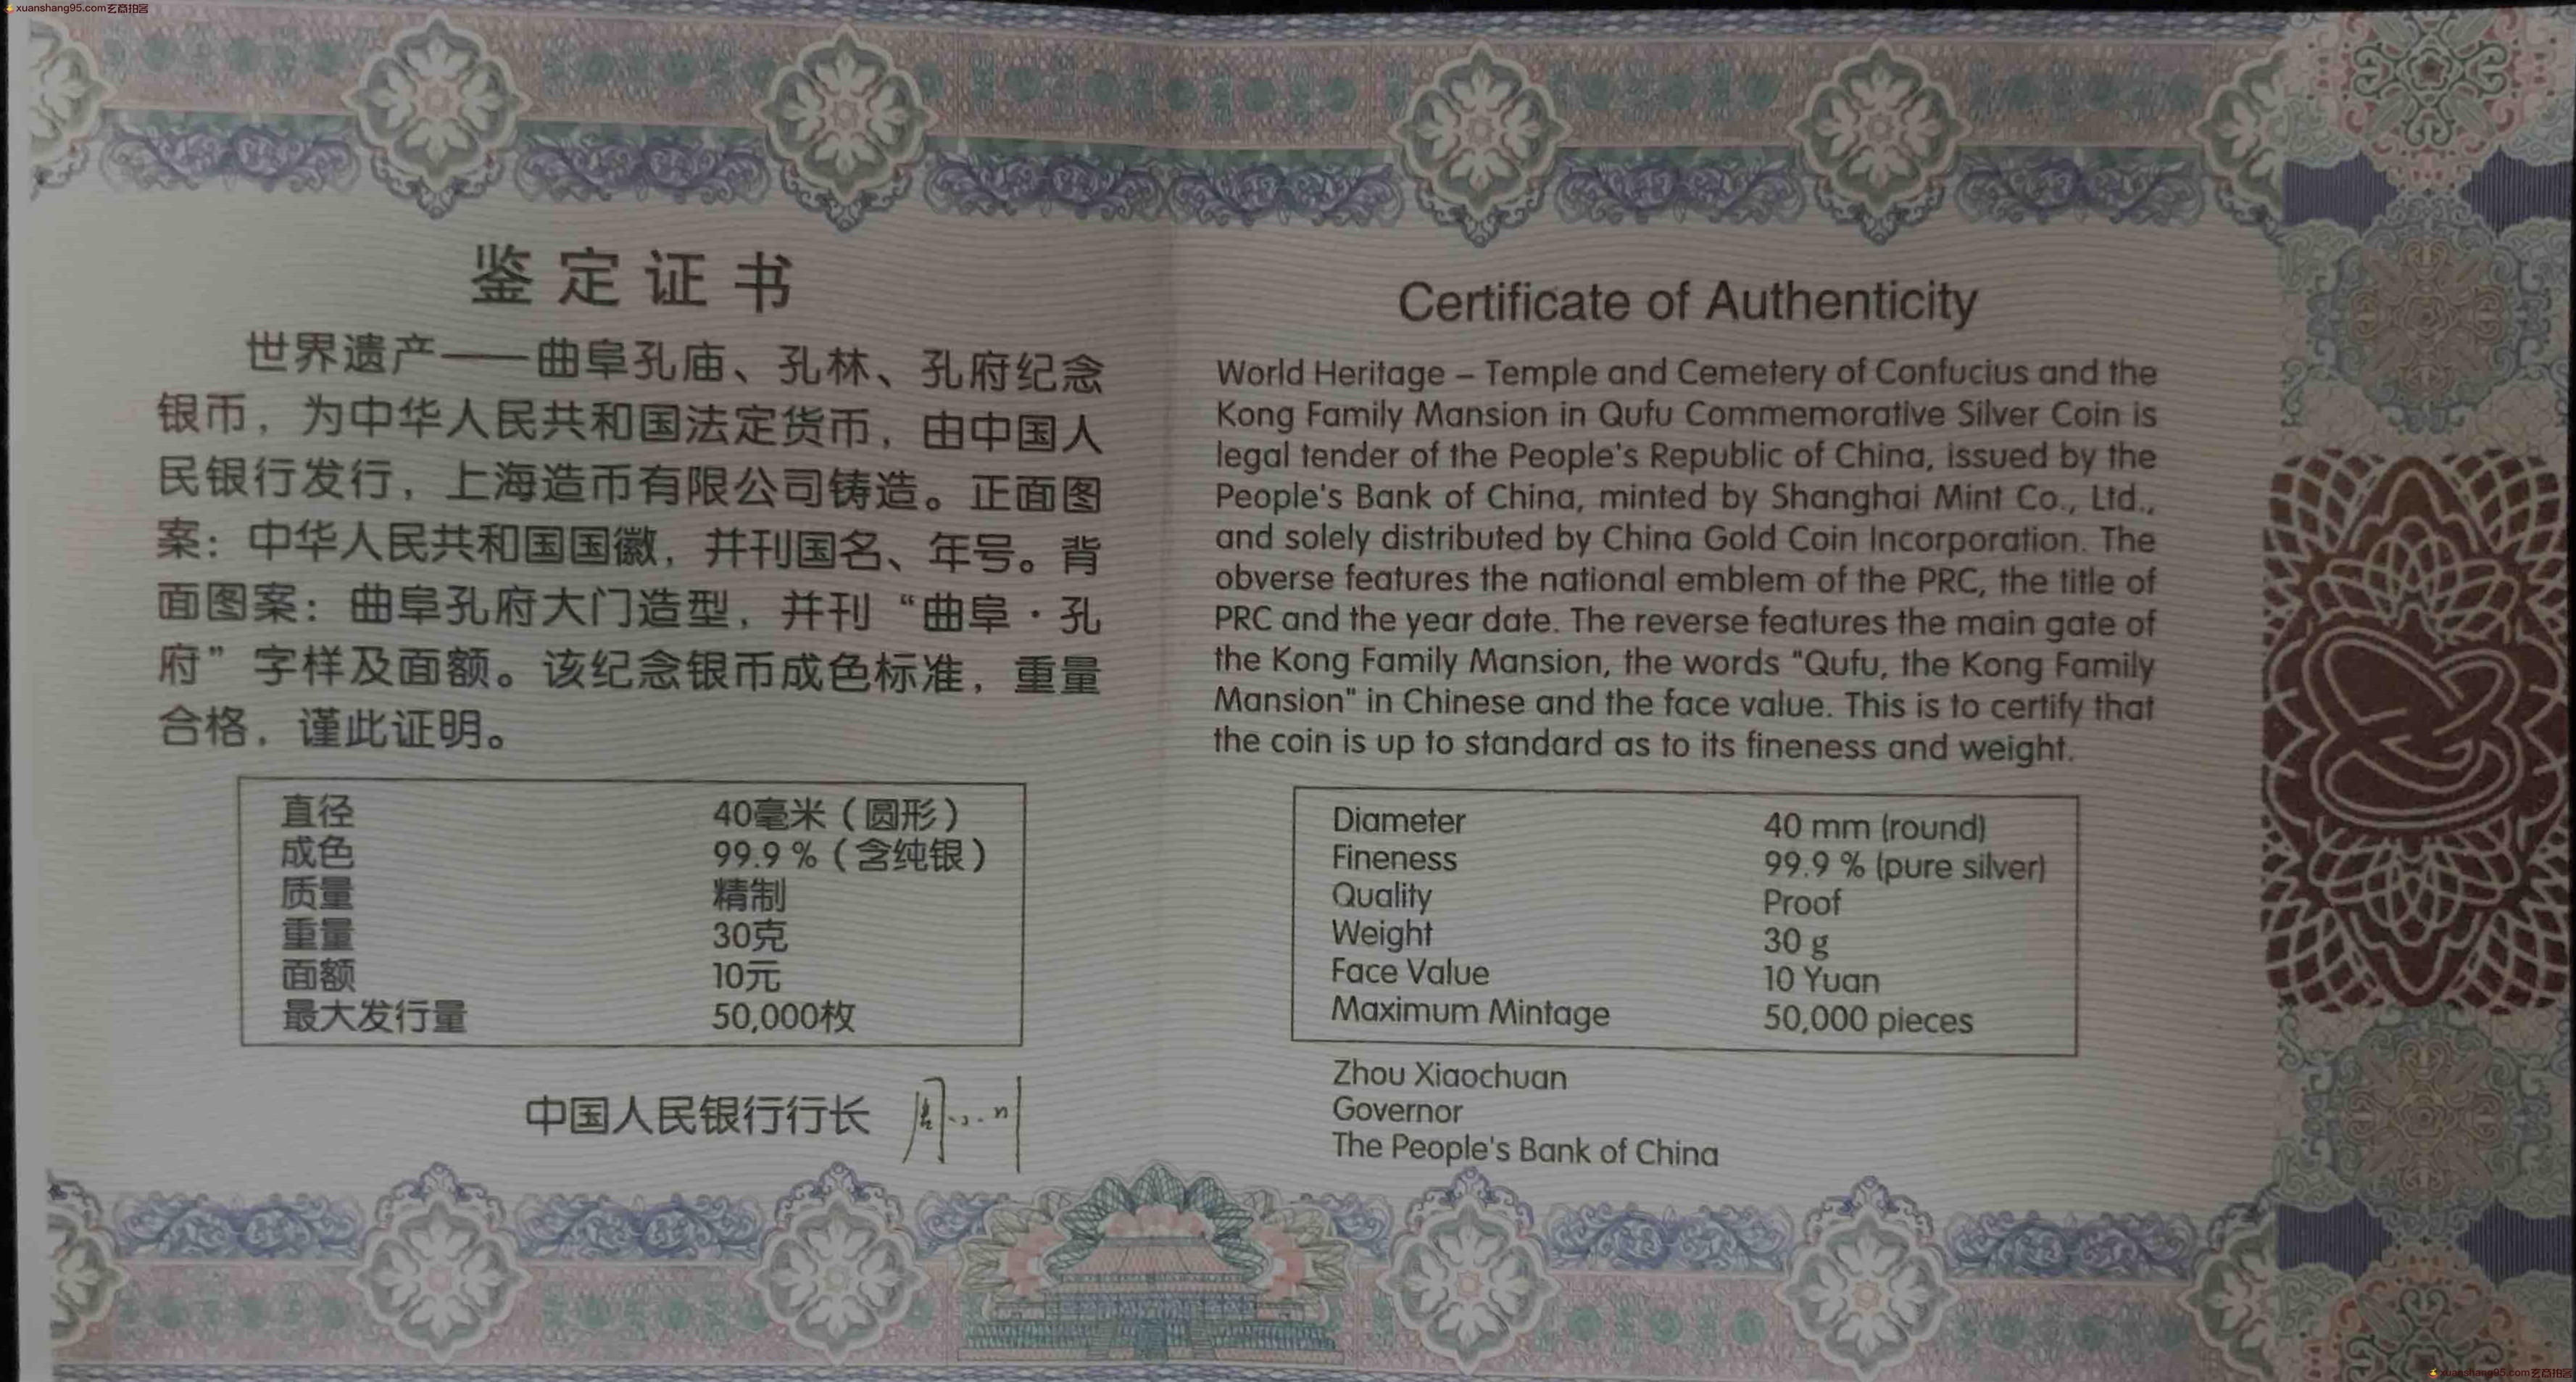 xuanshang95.com玄商拍客
鉴定证书
世界遗产——曲阜孔庙、孔林、孔府纪念
银币，为中华人民共和国法定货币，由中国人
民银行发行，上海造币有限公司铸造。正面图
案：中华人民共和国国徽，并刊国名、年号。背
面图案：曲阜孔府大门造型，并刊“曲阜·孔
府”字样及面额。该纪念银币成色标准，重量
合格，谨此证明。
直径 40毫米（圆形）
成色 99.9 %（含纯银）
质量 精制
重量 30克
面额 10元
最大发行量 50,000枚
中国人民银行行长 周小川
Certificate of Authenticity
World Heritage – Temple and Cemetery of Confucius and the
Kong Family Mansion in Qufu Commemorative Silver Coin is
legal tender of the People's Republic of China, issued by the
People's Bank of China, minted by Shanghai Mint Co., Ltd.,
and solely distributed by China Gold Coin Incorporation. The
obverse features the national emblem of the PRC, the title of
PRC and the year date. The reverse features the main gate of
the Kong Family Mansion, the words "Qufu, the Kong Family
Mansion" in Chinese and the face value. This is to certify that
the coin is up to standard as to its fineness and weight.
Diameter 40 mm (round)
Fineness 99.9 % (pure silver)
Quality Proof
Weight 30 g
Face Value 10 Yuan
Maximum Mintage 50,000 pieces
Zhou Xiaochuan
Governor
The People's Bank of China
xuanshang95.com玄商拍客